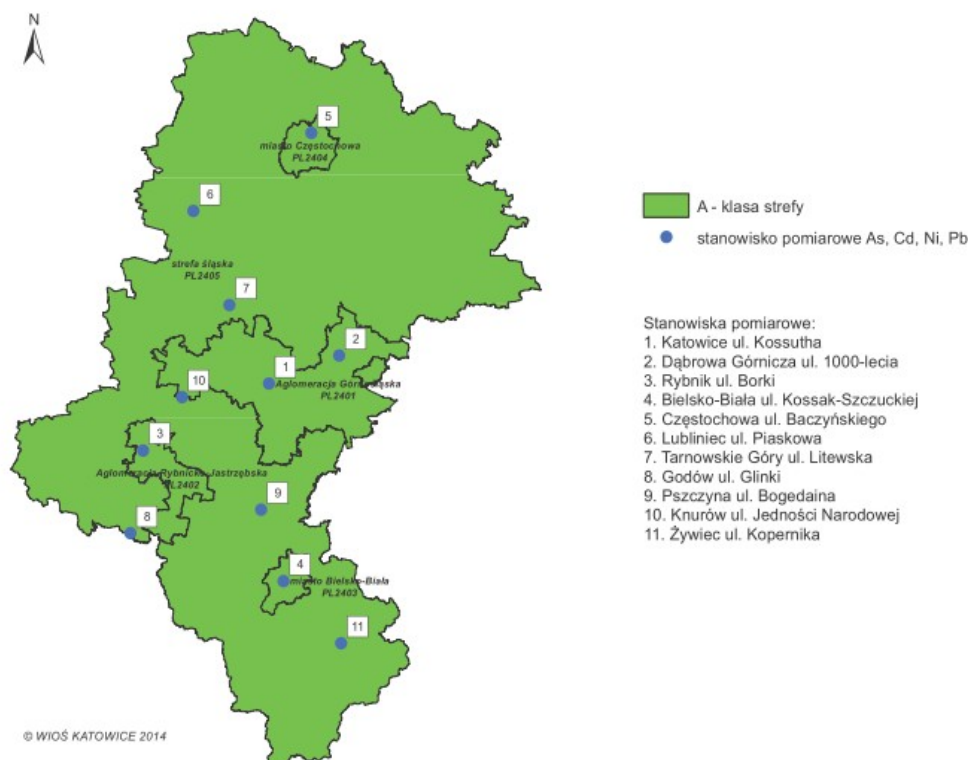 N
5
miasto Częstochowa
PL2404
6
strefa śląska
PL2405
7
2
1
Aglomeracja Górnośląska
PL2401
10
3
Aglomeracja Rybnicko-Jastrzębska
PL2402
9
8
4
miasto Bielsko-Biała
PL2403
11
© WIOŚ KATOWICE 2014
A - klasa strefy
stanowisko pomiarowe As, Cd, Ni, Pb
Stanowiska pomiarowe:
1. Katowice ul. Kossutha
2. Dąbrowa Górnicza ul. 1000-lecia
3. Rybnik ul. Borki
4. Bielsko-Biała ul. Kossak-Szczuckiej
5. Częstochowa ul. Baczyńskiego
6. Lubliniec ul. Piaskowa
7. Tarnowskie Góry ul. Litewska
8. Godów ul. Glinki
9. Pszczyna ul. Bogedaina
10. Knurów ul. Jedności Narodowej
11. Żywiec ul. Kopernika